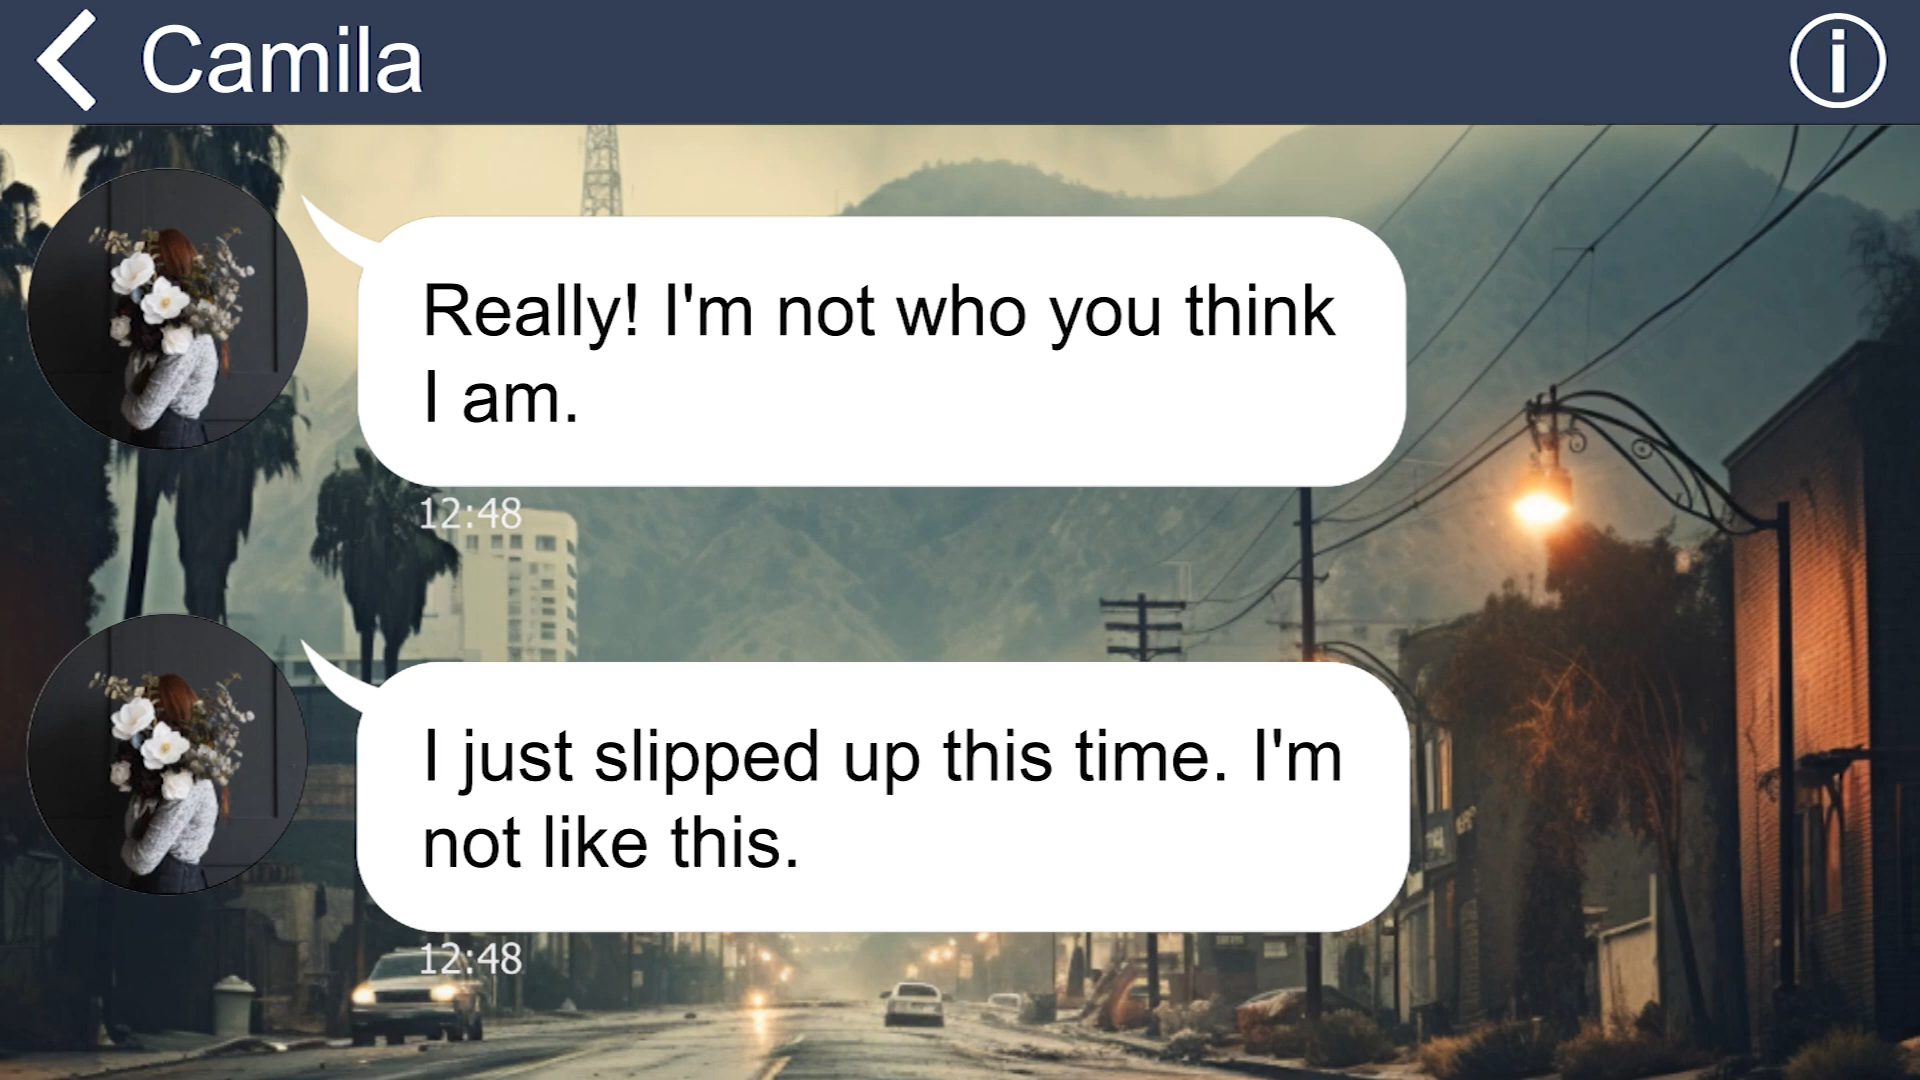 Camila
Really! I'm not who you think
I am.
12:48
I just slipped up this time. I'm
not like this.
12:48